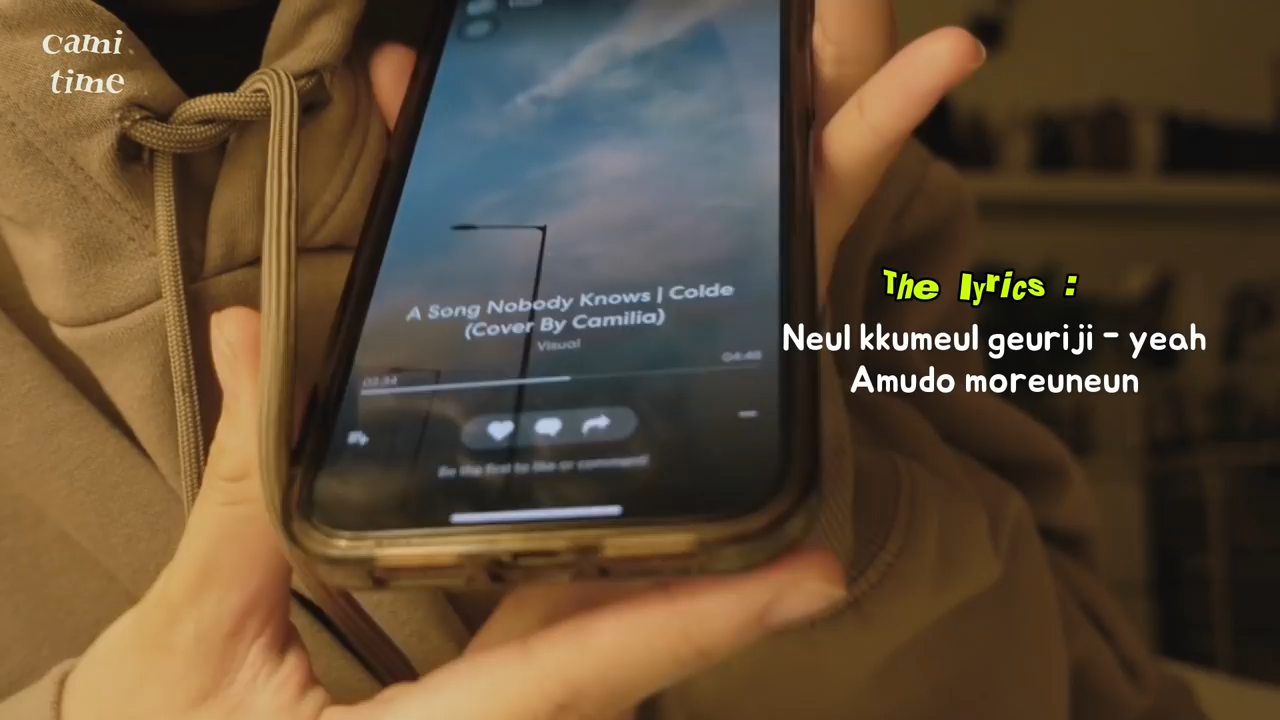 cami
time
A Song Nobody Knows | Colde
(Cover By Camilia)
Visual
04:48
Be the first to like or comment!
The lyrics :
Neul kkumeul geuriji - yeah
Amudo moreuneun